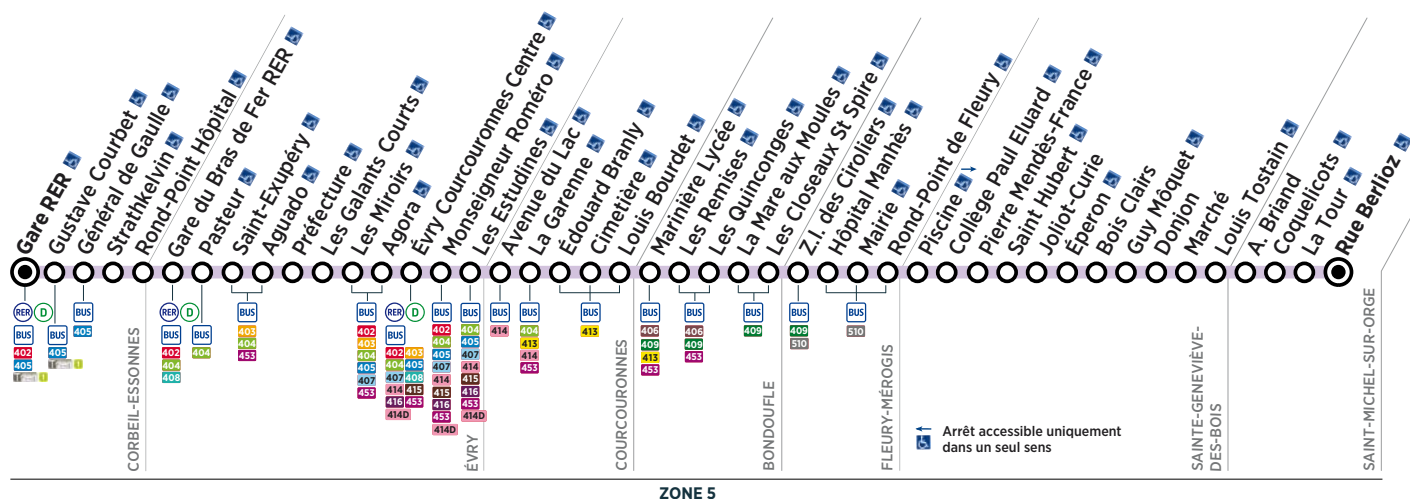 Gare RER
Gustave Courbet
Général de Gaulle
Strathkelvin
Rond-Point Hôpital
Gare du Bras de Fer RER
Pasteur
Saint-Exupéry
Aguado
Préfecture
Les Galants Courts
Les Miroirs
Agora
Évry Courcouronnes Centre
Monseigneur Roméro
Les Estudines
Avenue du Lac
La Garenne
Édouard Branly
Cimetière
Louis Bourdet
Marinière Lycée
Les Remises
Les Quinconges
La Mare aux Moules
Les Closeaux St Spire
Z.I. des Ciroliers
Hôpital Manhès
Mairie
Rond-Point de Fleury
Piscine
Collège Paul Eluard
Pierre Mendès-France
Saint Hubert
Joliot-Curie
Eperon
Bois Clairs
Guy Môquet
Donjon
Marché
Louis Tostain
A. Briand
Coquelicots
La Tour
Rue Berlioz
RER D
BUS
402
405
1
BUS
405
1
BUS
405
RER D
BUS
402
404
408
BUS
404
BUS
403
404
453
BUS
402
403
404
405
407
453
RER D
BUS
402 403
404 405
407 408
414 415
416 453
414D
BUS
402
404
405
407
414
415
416
453
414D
BUS
404
405
407
414
415
416
453
414D
BUS
414
BUS
404
413
414
453
BUS
413
BUS
406
409
413
453
BUS
406
409
453
BUS
409
BUS
409
510
BUS
510
CORBEIL-ESSONNES
ÉVRY
COURCOURONNES
BONDOUFLE
FLEURY-MÉROGIS
SAINTE-GENEVIÈVE-
DES-BOIS
SAINT-MICHEL-SUR-ORGE
Arrêt accessible uniquement
dans un seul sens
ZONE 5